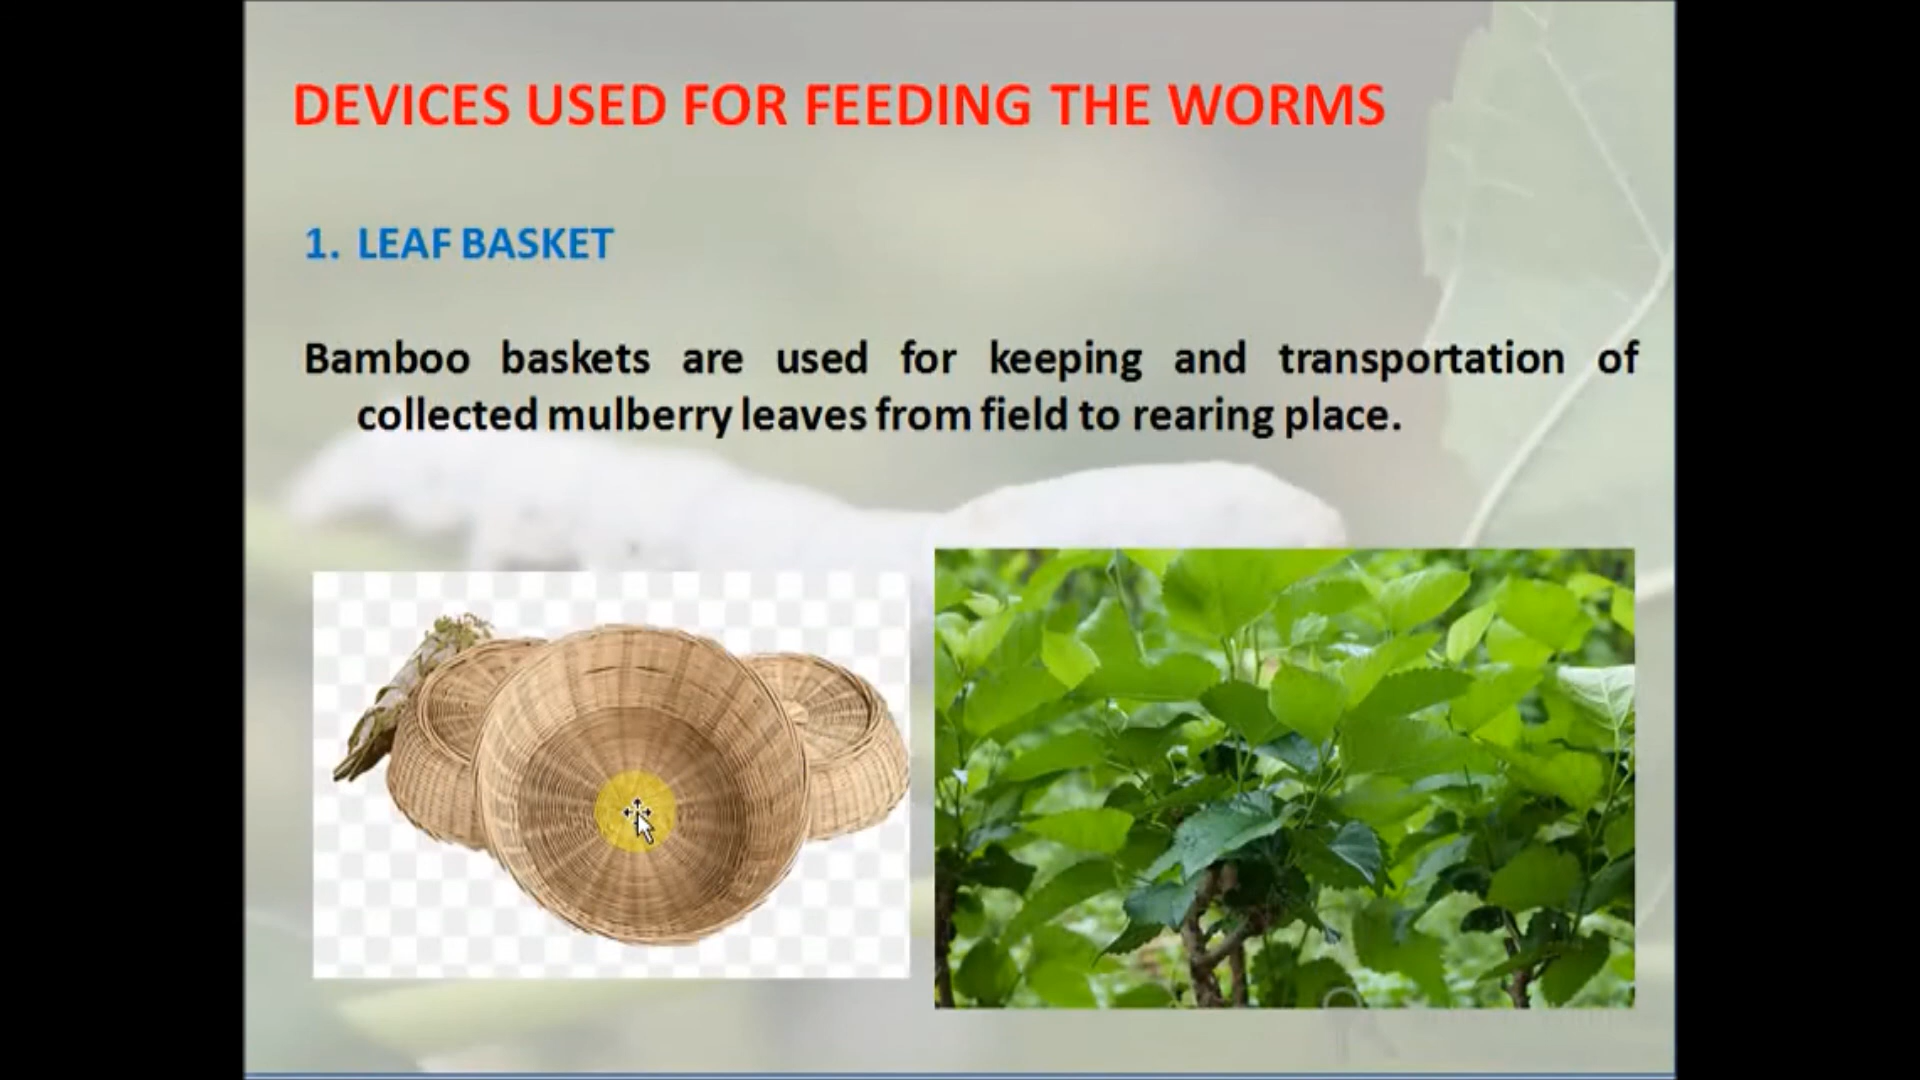 DEVICES USED FOR FEEDING THE WORMS
1. LEAF BASKET
Bamboo baskets are used for keeping and transportation of
collected mulberry leaves from field to rearing place.